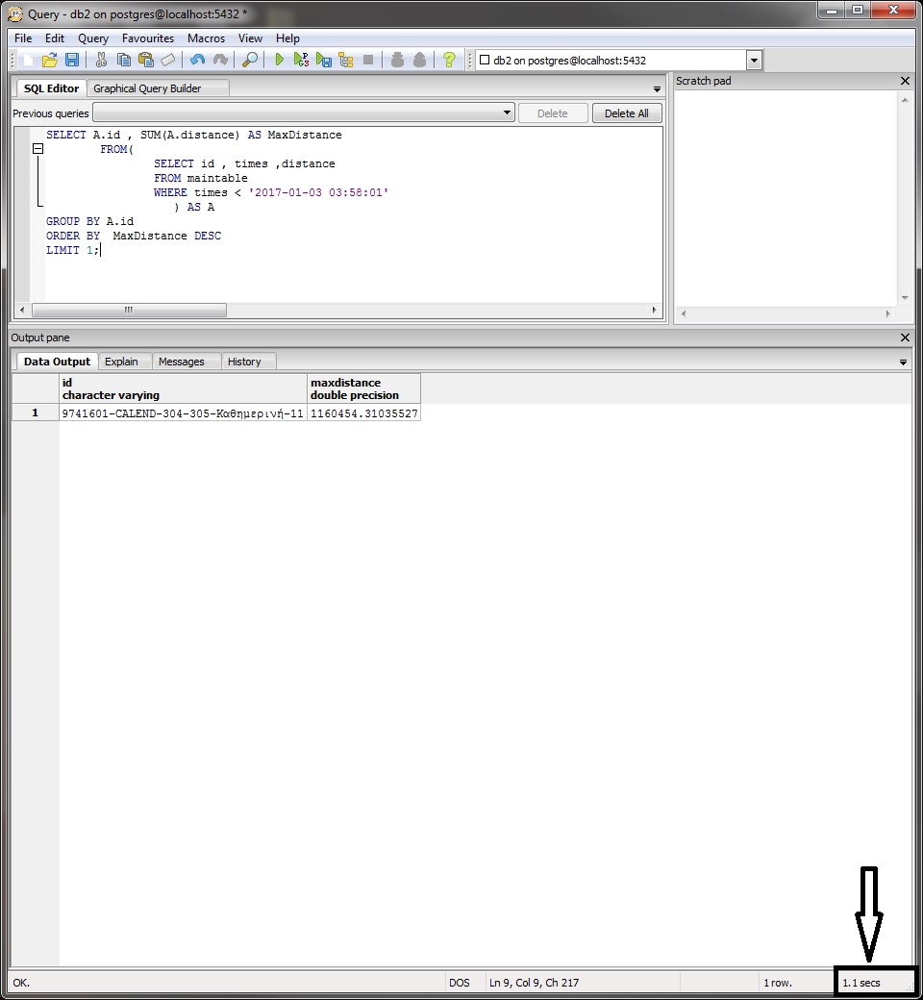 Query - db2 on postgres@localhost:5432 *
File Edit Query Favourites Macros View Help
db2 on postgres@localhost:5432
SQL Editor Graphical Query Builder
Scratch pad
Previous queries Delete Delete All
SELECT A.id , SUM(A.distance) AS MaxDistance
FROM(
SELECT id , times ,distance
FROM maintable
WHERE times < '2017-01-03 03:58:01'
) AS A
GROUP BY A.id
ORDER BY MaxDistance DESC
LIMIT 1;
Output pane
Data Output Explain Messages History
id maxdistance
character varying double precision
1 9741601-CALEND-304-305-Καθημερινή-11 1160454.31035527
OK. DOS Ln 9, Col 9, Ch 217 1 row. 1.1 secs